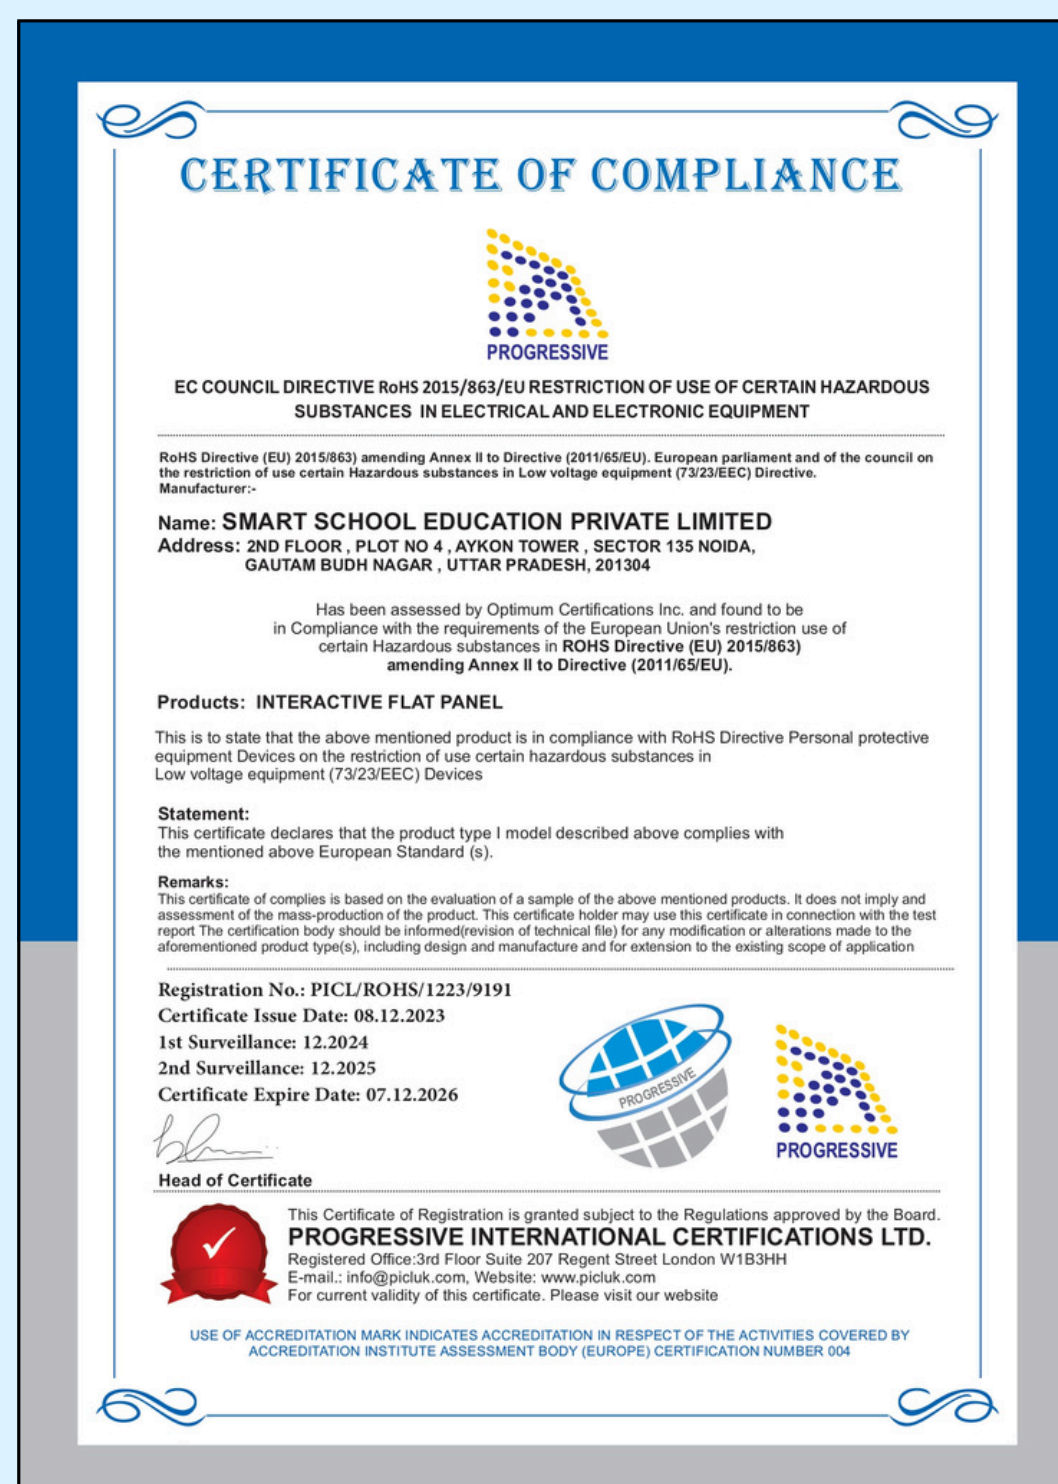 CERTIFICATE OF COMPLIANCE
PROGRESSIVE
EC COUNCIL DIRECTIVE RoHS 2015/863/EU RESTRICTION OF USE OF CERTAIN HAZARDOUS
SUBSTANCES IN ELECTRICAL AND ELECTRONIC EQUIPMENT
RoHS Directive (EU) 2015/863) amending Annex II to Directive (2011/65/EU). European parliament and of the council on
the restriction of use certain Hazardous substances in Low voltage equipment (73/23/EEC) Directive.
Manufacturer:-
Name: SMART SCHOOL EDUCATION PRIVATE LIMITED
Address: 2ND FLOOR , PLOT NO 4 , AYKON TOWER , SECTOR 135 NOIDA,
GAUTAM BUDH NAGAR , UTTAR PRADESH, 201304
Has been assessed by Optimum Certifications Inc. and found to be
in Compliance with the requirements of the European Union's restriction use of
certain Hazardous substances in ROHS Directive (EU) 2015/863)
amending Annex II to Directive (2011/65/EU).
Products: INTERACTIVE FLAT PANEL
This is to state that the above mentioned product is in compliance with RoHS Directive Personal protective
equipment Devices on the restriction of use certain hazardous substances in
Low voltage equipment (73/23/EEC) Devices
Statement:
This certificate declares that the product type I model described above complies with
the mentioned above European Standard (s).
Remarks:
This certificate of complies is based on the evaluation of a sample of the above mentioned products. It does not imply and
assessment of the mass-production of the product. This certificate holder may use this certificate in connection with the test
report The certification body should be informed(revision of technical file) for any modification or alterations made to the
aforementioned product type(s), including design and manufacture and for extension to the existing scope of application
Registration No.: PICL/ROHS/1223/9191
Certificate Issue Date: 08.12.2023
1st Surveillance: 12.2024
2nd Surveillance: 12.2025
Certificate Expire Date: 07.12.2026
PROGRESSIVE
PROGRESSIVE
Head of Certificate
This Certificate of Registration is granted subject to the Regulations approved by the Board.
PROGRESSIVE INTERNATIONAL CERTIFICATIONS LTD.
Registered Office:3rd Floor Suite 207 Regent Street London W1B3HH
E-mail.: info@picluk.com, Website: www.picluk.com
For current validity of this certificate. Please visit our website
USE OF ACCREDITATION MARK INDICATES ACCREDITATION IN RESPECT OF THE ACTIVITIES COVERED BY
ACCREDITATION INSTITUTE ASSESSMENT BODY (EUROPE) CERTIFICATION NUMBER 004